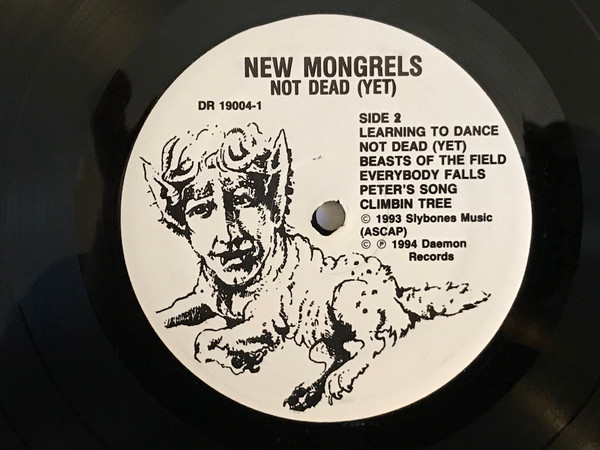 NEW MONGRELS
NOT DEAD (YET)
DR 19004-1
SIDE 2
LEARNING TO DANCE
NOT DEAD (YET)
BEASTS OF THE FIELD
EVERYBODY FALLS
PETER'S SONG
CLIMBIN TREE
© 1993 Slybones Music
(ASCAP)
© ℗ 1994 Daemon
Records